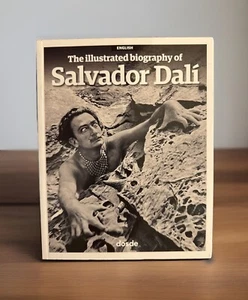 ENGLISH
The illustrated biography of
Salvador Dalí
dosde